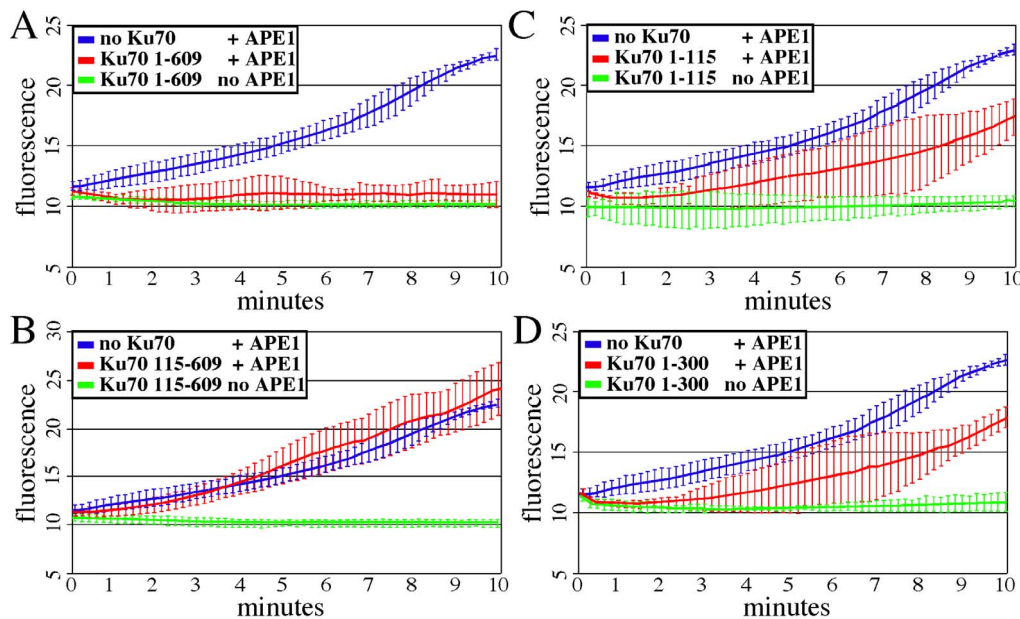 A
no Ku70 + APE1
Ku70 1-609 + APE1
Ku70 1-609 no APE1
fluorescence
25
20
15
10
5
0 1 2 3 4 5 6 7 8 9 10
minutes
B
no Ku70 + APE1
Ku70 115-609 + APE1
Ku70 115-609 no APE1
fluorescence
30
25
20
15
10
5
0 1 2 3 4 5 6 7 8 9 10
minutes
C
no Ku70 + APE1
Ku70 1-115 + APE1
Ku70 1-115 no APE1
fluorescence
25
20
15
10
5
0 1 2 3 4 5 6 7 8 9 10
minutes
D
no Ku70 + APE1
Ku70 1-300 + APE1
Ku70 1-300 no APE1
fluorescence
25
20
15
10
5
0 1 2 3 4 5 6 7 8 9 10
minutes